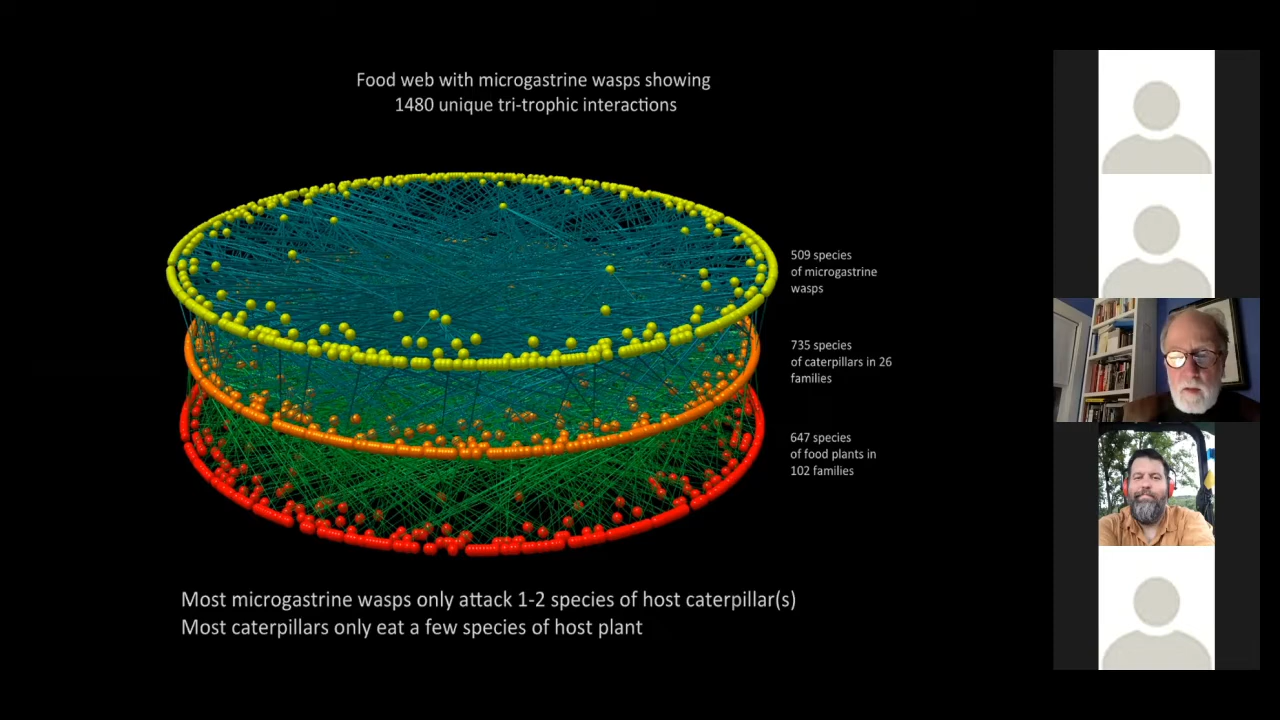 Food web with microgastrine wasps showing
1480 unique tri-trophic interactions
509 species
of microgastrine
wasps
735 species
of caterpillars in 26
families
647 species
of food plants in
102 families
Most microgastrine wasps only attack 1-2 species of host caterpillar(s)
Most caterpillars only eat a few species of host plant